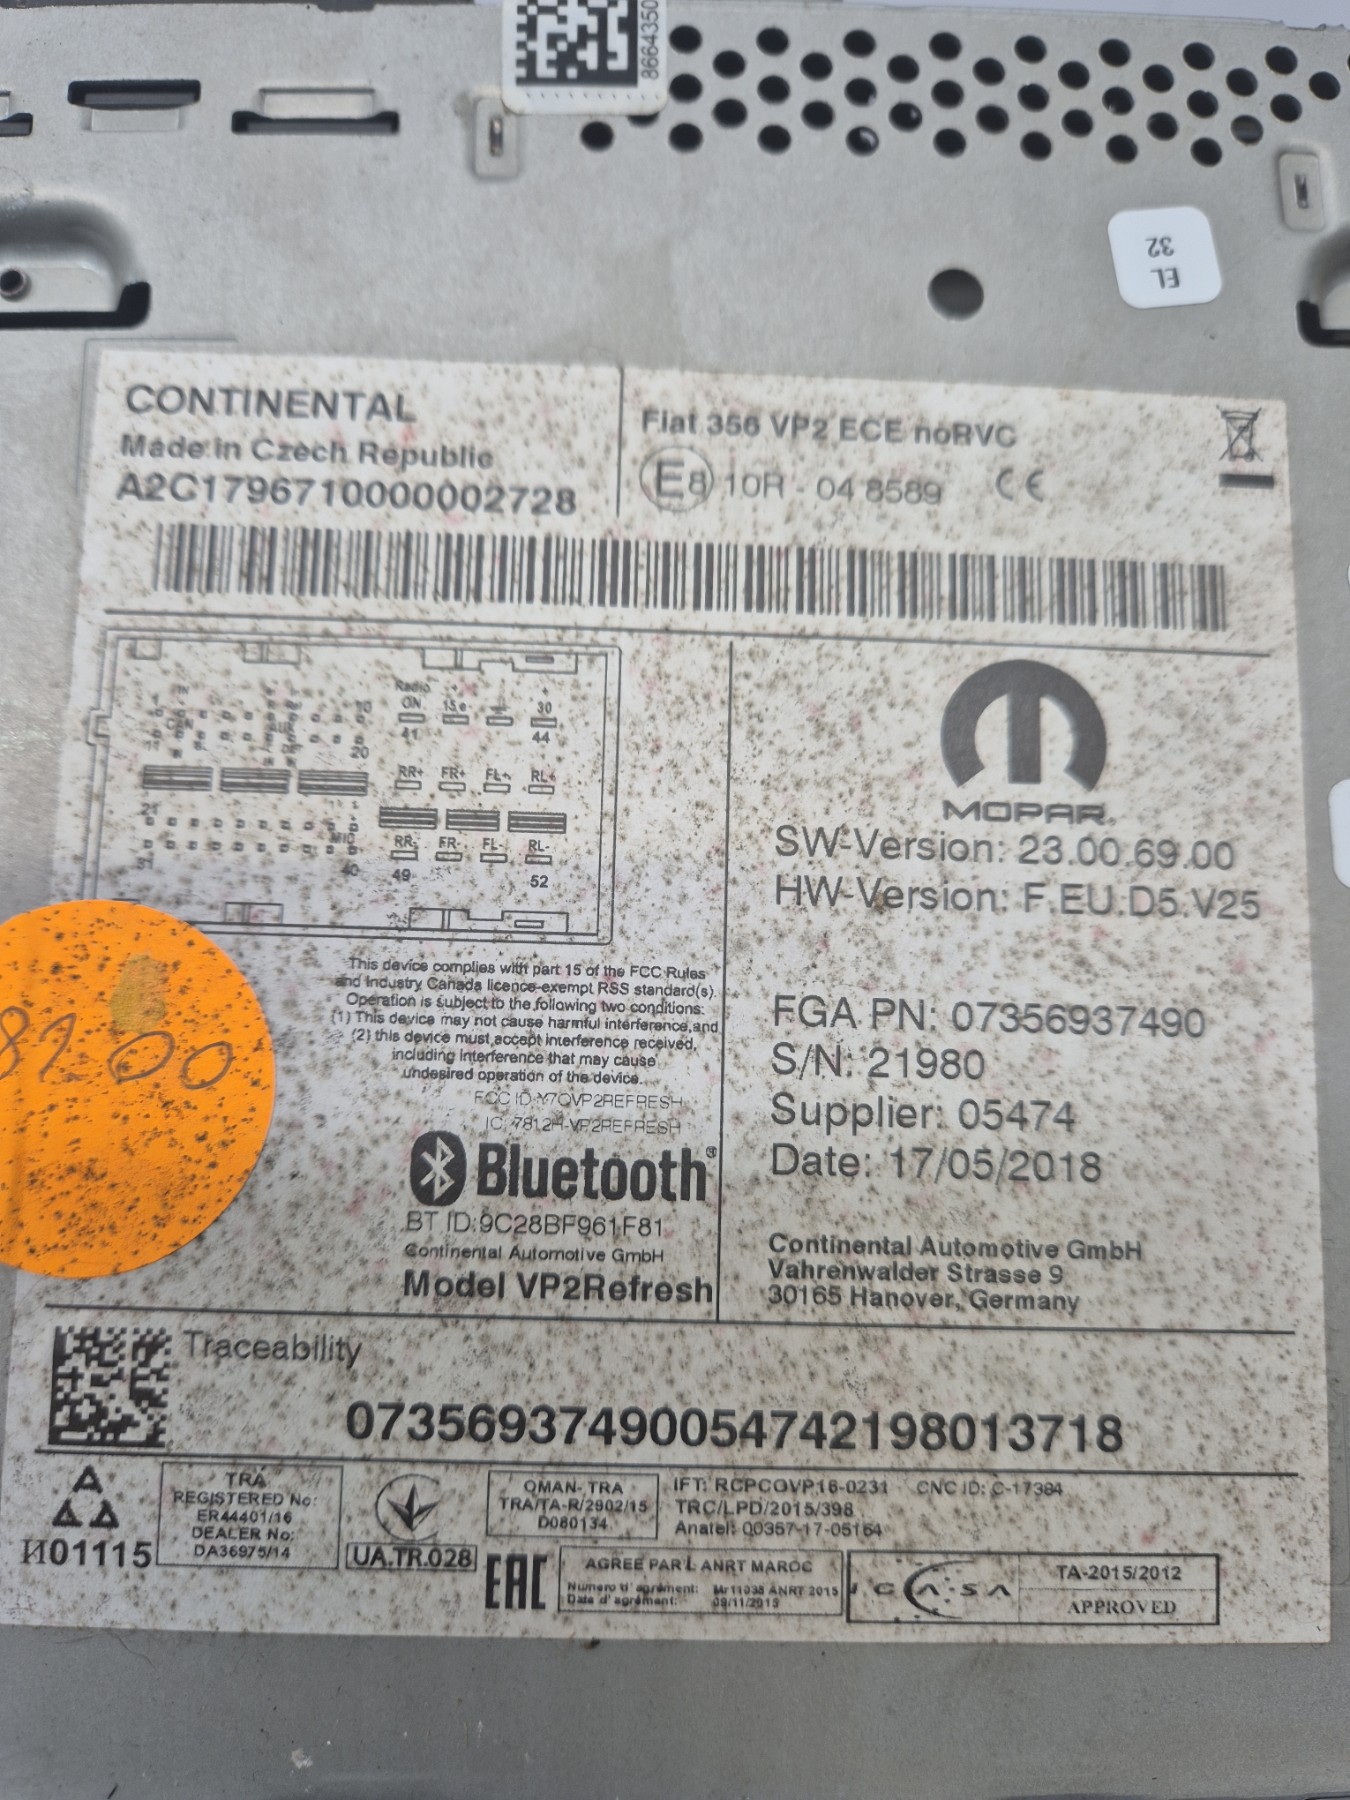 8664350
EL
32
CONTINENTAL
Made in Czech Republic
A2C1796710000002728
Fiat 356 VP2 ECE noRVC
E8 10R - 04 8589 CE
Radio
ON 15 30
41 44
10
20
RR+ FR+ FL+ RL+
21
MIC
RR- FR- FL- RL-
31 40 49 52
MOPAR
SW-Version: 23.00.69.00
HW-Version: F.EU.D5.V25
FGA PN: 07356937490
S/N: 21980
Supplier: 05474
Date: 17/05/2018
Continental Automotive GmbH
Vahrenwalder Strasse 9
30165 Hanover, Germany
This device complies with part 15 of the FCC Rules
and Industry Canada licence-exempt RSS standard(s).
Operation is subject to the following two conditions:
(1) This device may not cause harmful interference,and
(2) this device must accept interference received,
including interference that may cause
undesired operation of the device.
FCC ID:Y7OVP2REFRESH
IC: 7812H-VP2REFRESH
Bluetooth®
BT ID:9C28BF961F81
Continental Automotive GmbH
Model VP2Refresh
Traceability
07356937490054742198013718
И01115
TRA
REGISTERED No:
ER44401/16
DEALER No:
DA36975/14
UA.TR.028
OMAN- TRA
TRA/TA-R/2902/15
D080134
IFT: RCPCOVP16-0231 CNC ID: C-17384
TRC/LPD/2015/398
Anatel: 00357-17-05164
EAC
AGREE PAR L ANRT MAROC
Numero d'agrément: Mr11038 ANRT 2015
Date d'agrément: 09/11/2015
ICASA
TA-2015/2012
APPROVED